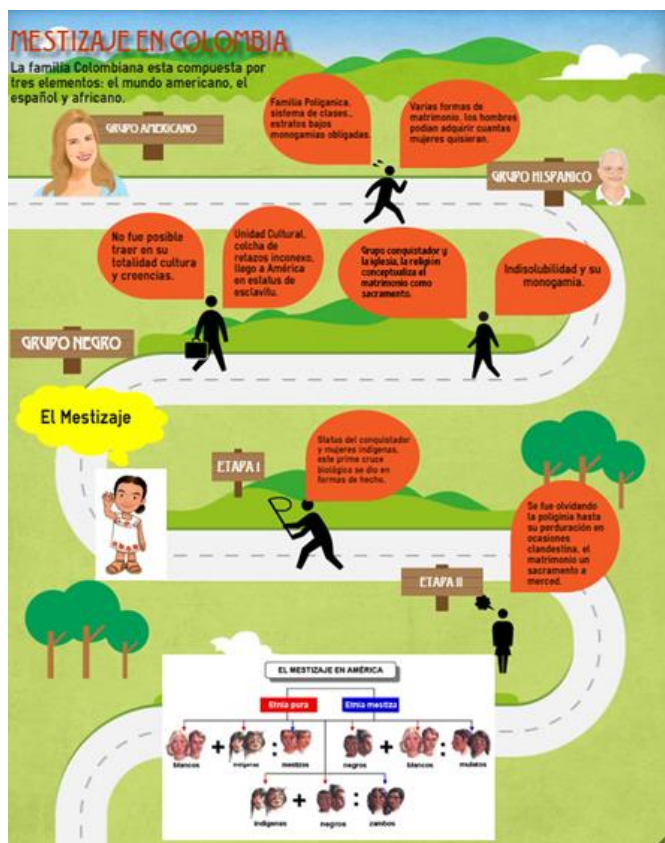 MESTIZAJE EN COLOMBIA
La familia Colombiana esta compuesta por
tres elementos: el mundo americano, el
español y africano.
GRUPO AMERICANO
Familia Poliganica,
sistema de clases.,
estratos bajos
monogamias obligadas.
Varias formas de
matrimonio, los hombres
podian adquirir cuantas
mujeres quisieran.
GRUPO HISPANICO
No fue posible
traer en su
totalidad cultura
y creencias.
Unidad Cultural,
colcha de
retazos inconexo,
llego a América
en estatus de
esclavitu.
Grupo conquistador y
la iglesia, la religión
conceptualiza el
matrimonio como
sacramento.
Indisolubilidad y su
monogamia.
GRUPO NEGRO
El Mestizaje
ETAPA I
Status del conquistador
y mujeres indígenas,
este prime cruce
biológico se dio en
formas de hecho.
Se fue olvidando
la poliginia hasta
su perduración en
ocasiones
clandestina, el
matrimonio un
sacramento a
merced.
ETAPA II
EL MESTIZAJE EN AMÉRICA
Etnia pura
Etnia mestiza
+ : + :
blancos indígenas mestizos negros blancos mulatos
+ :
indígenas negros zambos